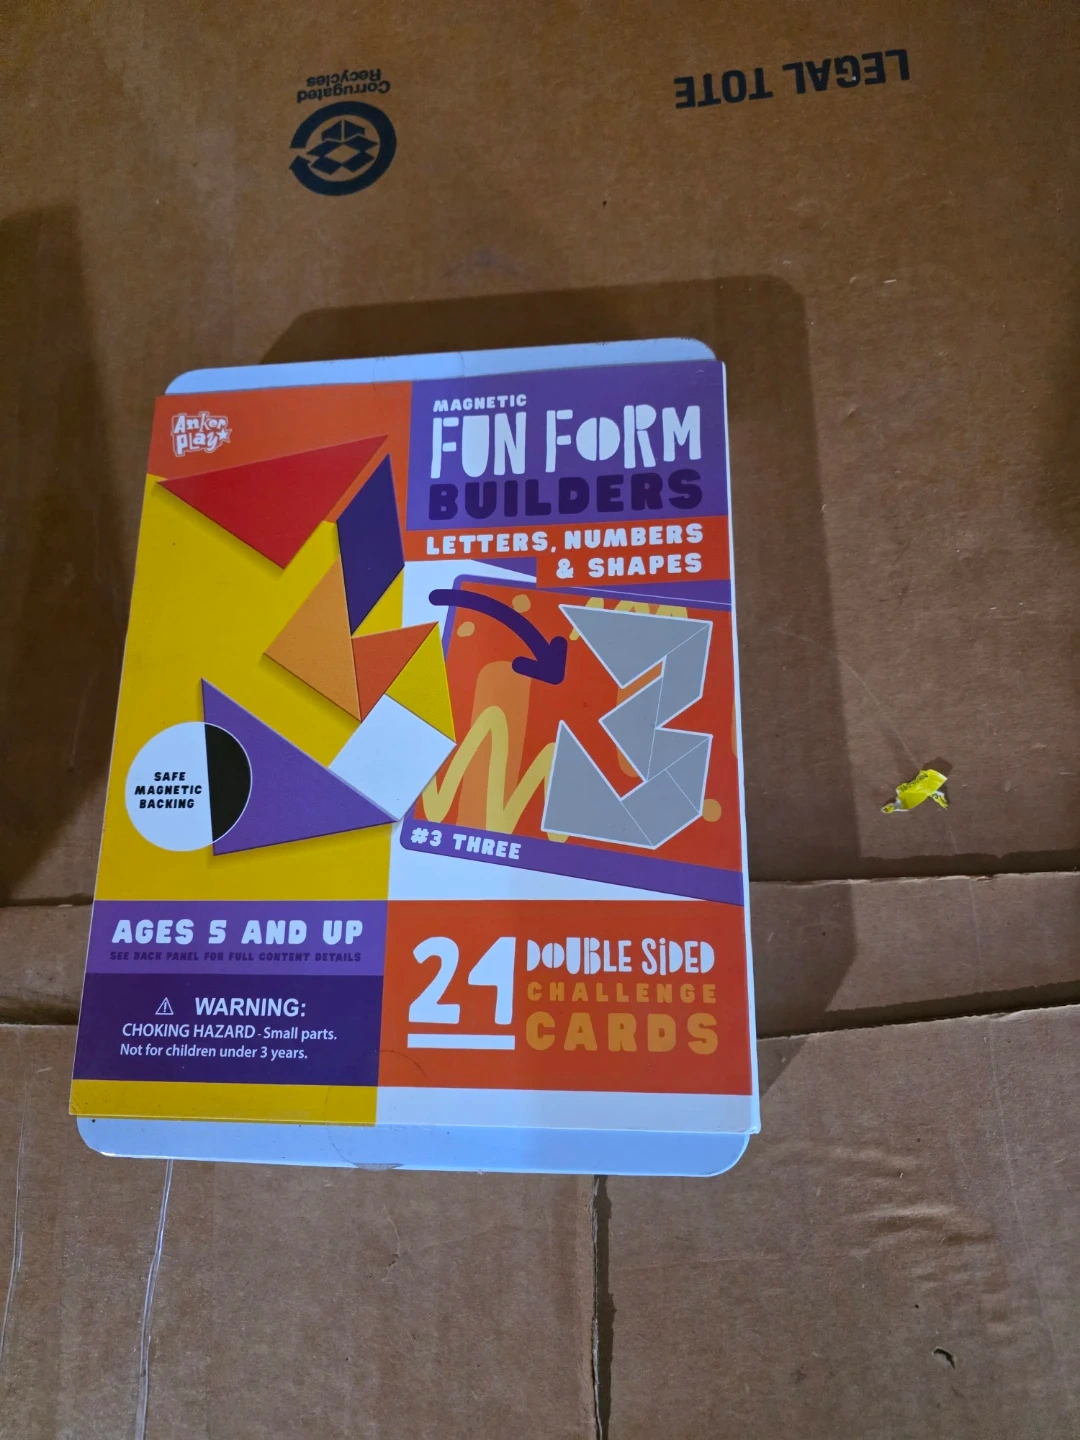 LEGAL TOTE
Corrugated
Recycles
Anker
play
MAGNETIC
FUN FORM
BUILDERS
LETTERS, NUMBERS
& SHAPES
SAFE
MAGNETIC
BACKING
#3 THREE
AGES 5 AND UP
SEE BACK PANEL FOR FULL CONTENT DETAILS
WARNING:
CHOKING HAZARD - Small parts.
Not for children under 3 years.
24 DOUBLE SiDED
CHALLENGE
CARDS